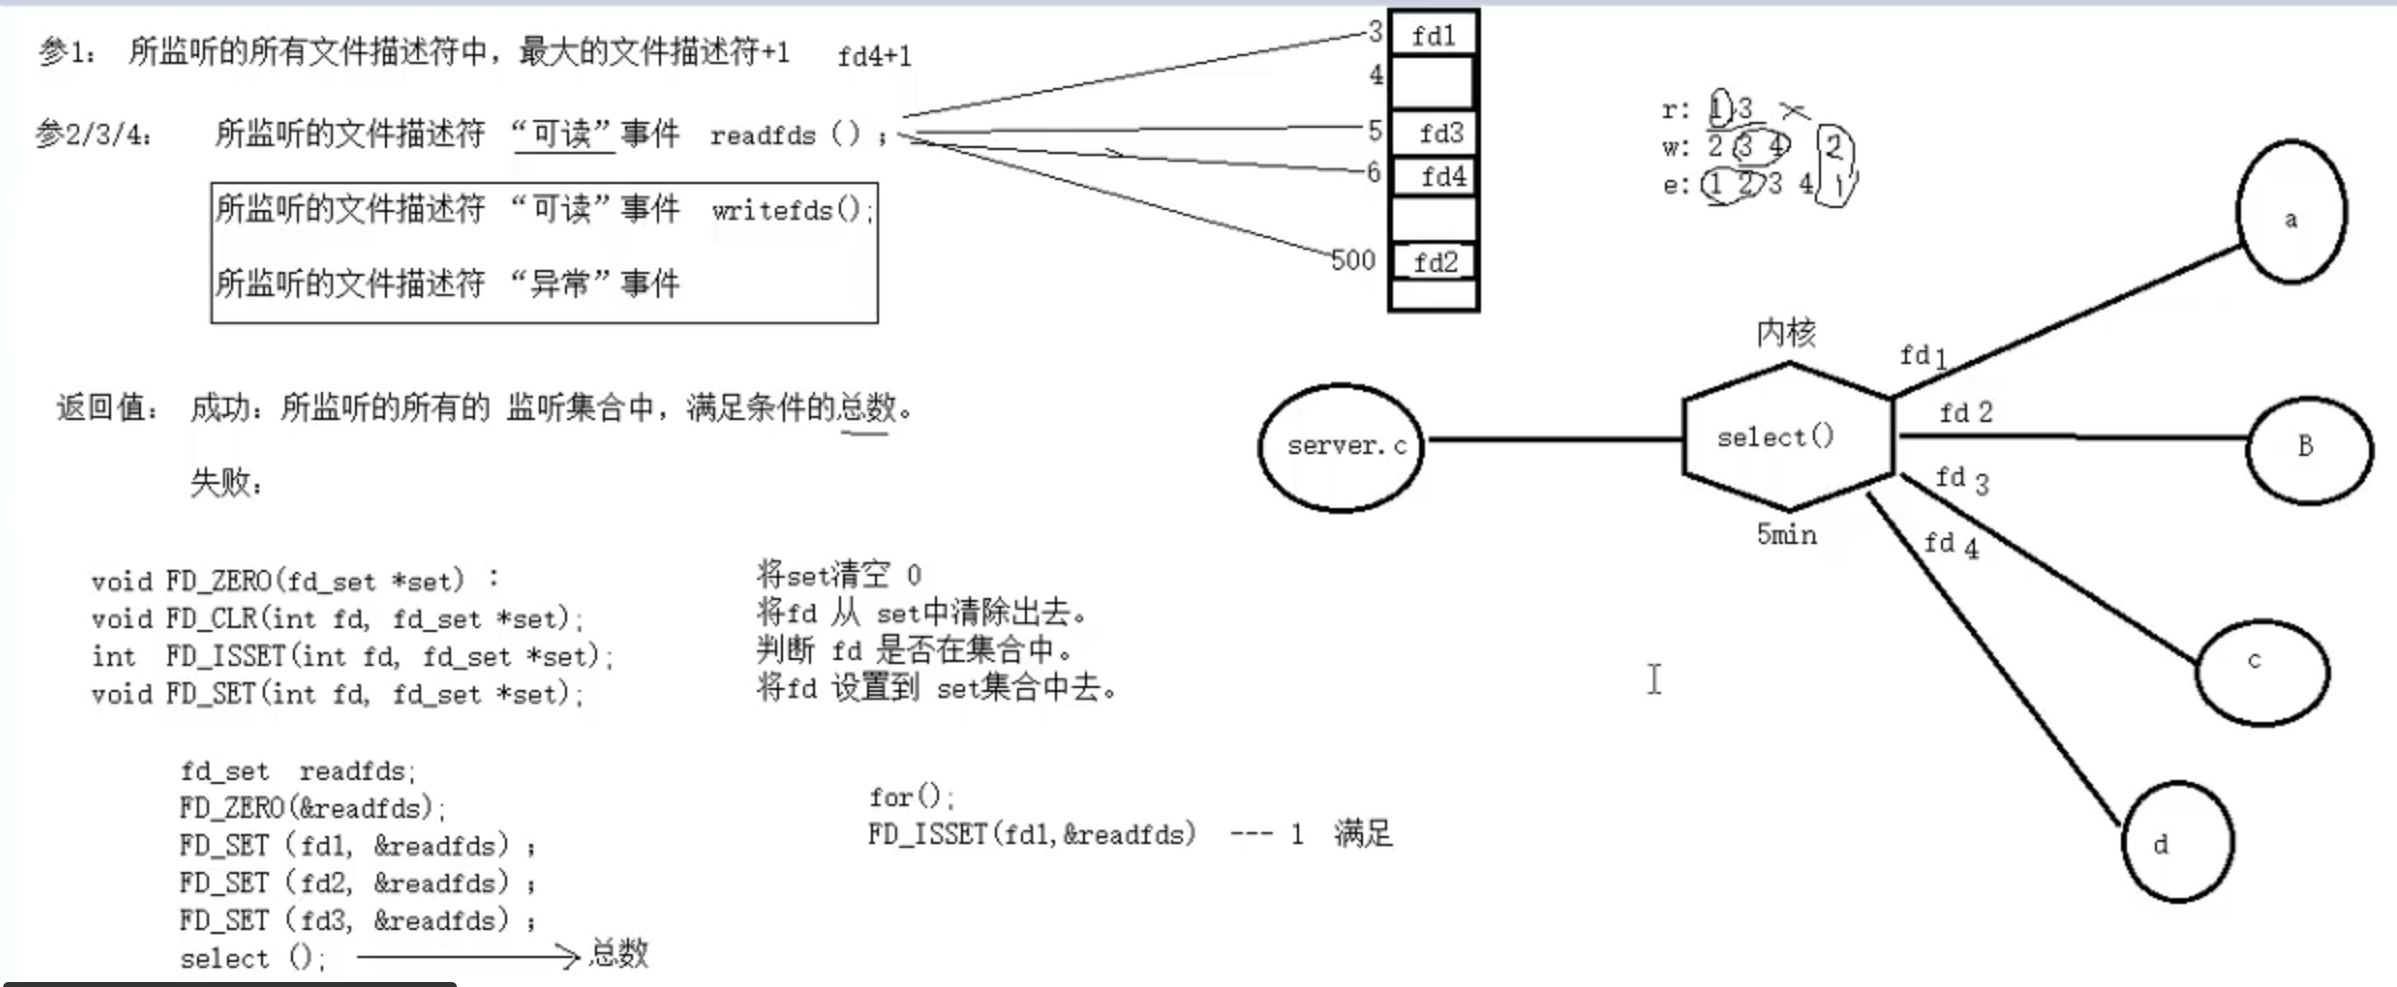 参1: 所监听的所有文件描述符中，最大的文件描述符+1 fd4+1
参2/3/4: 所监听的文件描述符 “可读”事件 readfds（）;
所监听的文件描述符 “可读”事件 writefds();
所监听的文件描述符 “异常”事件
3 fd1
4
5 fd3
6 fd4
500 fd2
r: 1 3
w: 2 3 4 2
e: 1 2 3 4 1
返回值: 成功: 所监听的所有的 监听集合中，满足条件的总数。
失败:
server.c
内核
select()
5min
fd1
fd 2
fd 3
fd 4
a
B
c
d
void FD_ZERO(fd_set *set) : 将set清空 0
void FD_CLR(int fd, fd_set *set); 将fd 从 set中清除出去。
int FD_ISSET(int fd, fd_set *set); 判断 fd 是否在集合中。
void FD_SET(int fd, fd_set *set); 将fd 设置到 set集合中去。
fd_set readfds;
FD_ZERO(&readfds);
FD_SET（fd1, &readfds）;
FD_SET（fd2, &readfds）;
FD_SET（fd3, &readfds）;
select（）; 总数
for();
FD_ISSET(fd1,&readfds) --- 1 满足